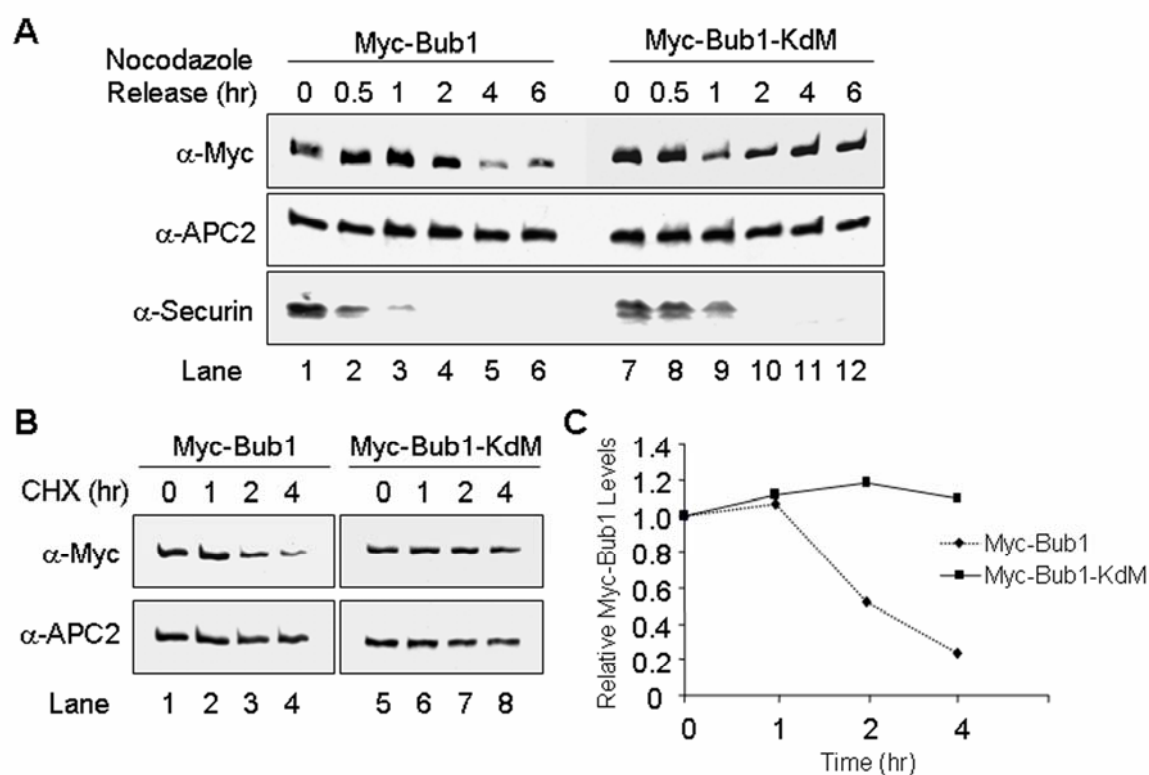 A
Myc-Bub1 Myc-Bub1-KdM
Nocodazole
Release (hr) 0 0.5 1 2 4 6 0 0.5 1 2 4 6
α-Myc
α-APC2
α-Securin
Lane 1 2 3 4 5 6 7 8 9 10 11 12
B
Myc-Bub1 Myc-Bub1-KdM
CHX (hr) 0 1 2 4 0 1 2 4
α-Myc
α-APC2
Lane 1 2 3 4 5 6 7 8
C
Relative Myc-Bub1 Levels
1.4
1.2
1.0
0.8
0.6
0.4
0.2
0
0 1 2 4
Time (hr)
Myc-Bub1
Myc-Bub1-KdM